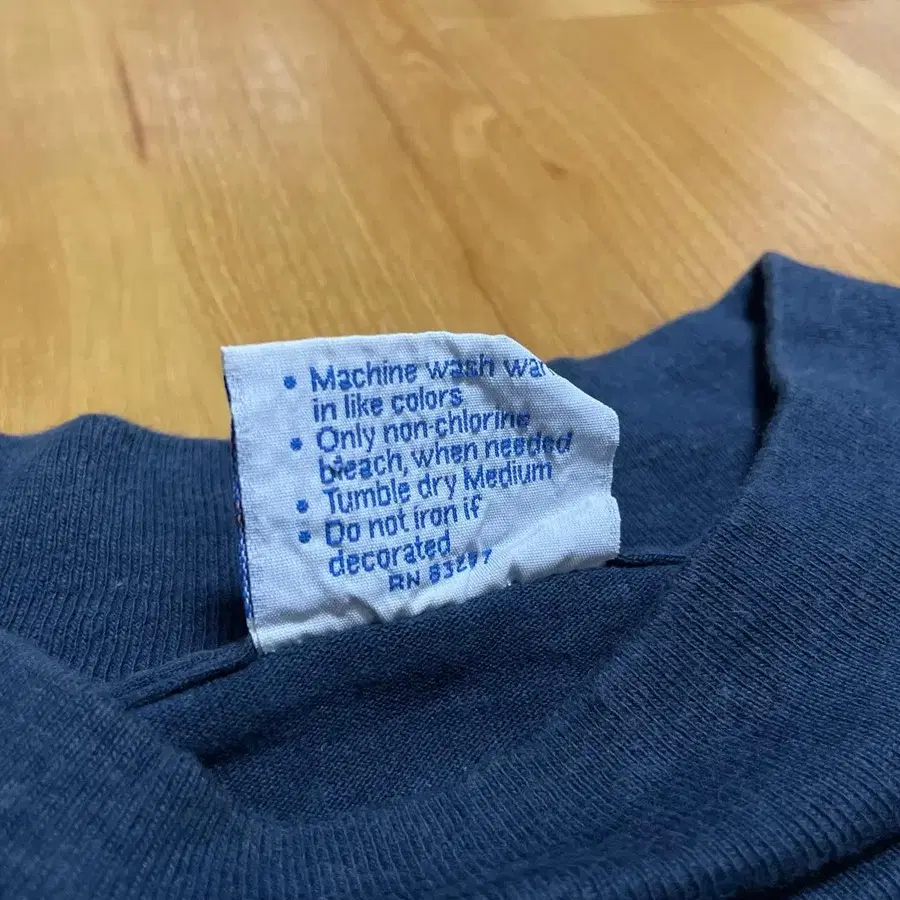 • Machine wash
in like colors
• Only non-chlorine
bleach, when needed
• Tumble dry Medium
• Do not iron if
decorated
RN